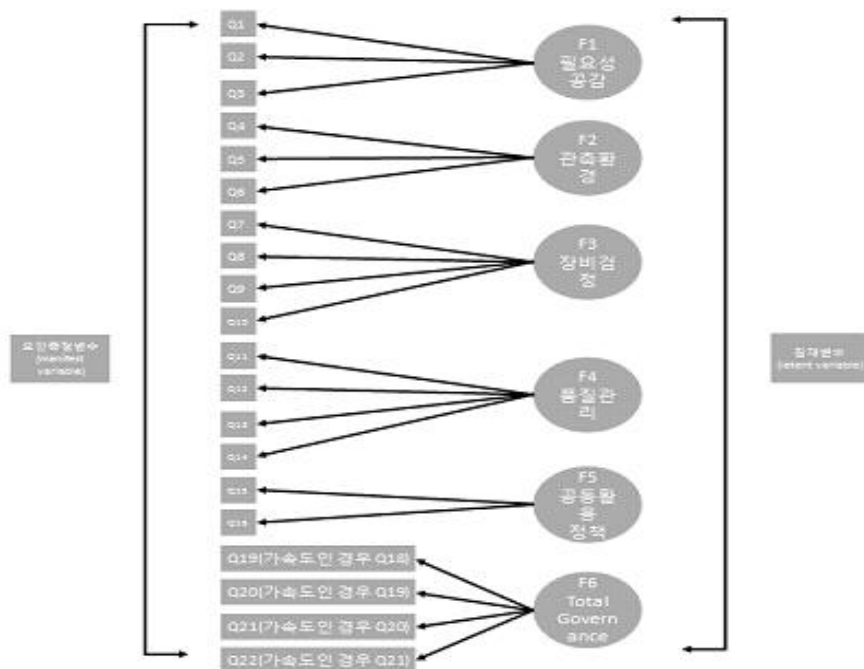 Q1
Q2
Q3
Q4
Q5
Q6
Q7
Q8
Q9
Q10
Q11
Q12
Q13
Q14
Q15
Q16
Q19(가속도인 경우 Q18)
Q20(가속도인 경우 Q19)
Q21(가속도인 경우 Q20)
Q22(가속도인 경우 Q21)
F1
필요성
공감
F2
관측환
경
F3
장비검
정
F4
품질관
리
F5
공동활
용
정책
F6
Total
Govern
ance
요인측정변수
(manifest
variable)
잠재변수
(latent variable)